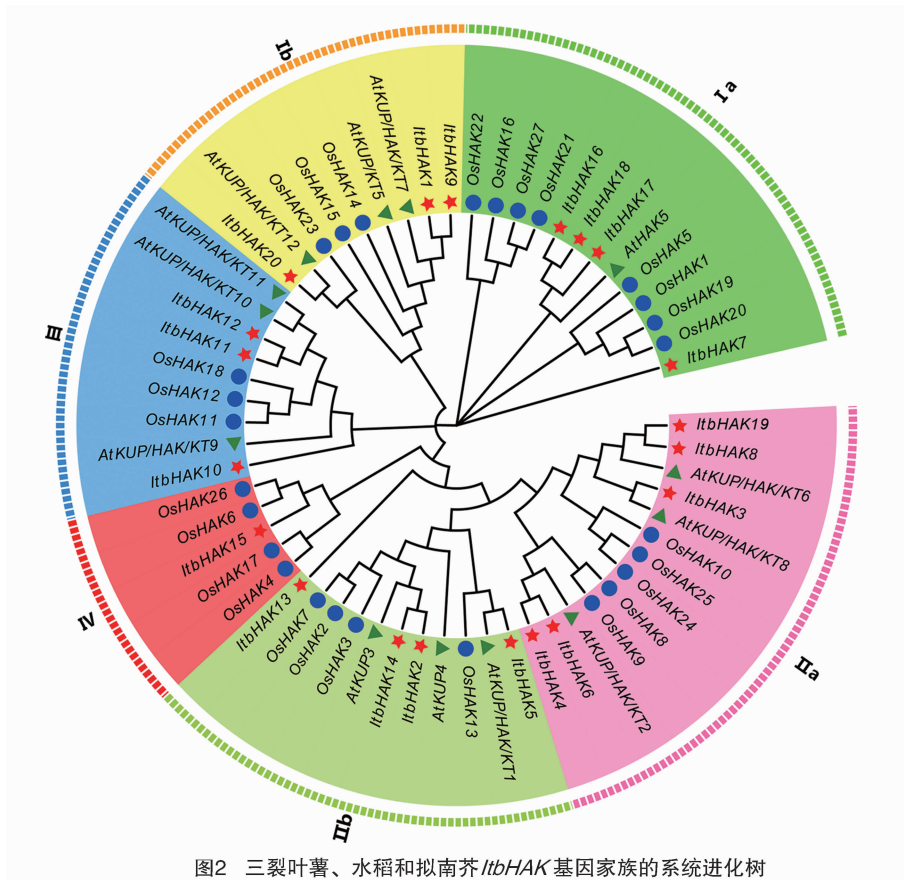 Ib
I a
AtKUP/HAK/KT7
AtKUP/KT5
ItbHAK1
ItbHAK9
OsHAK22
OsHAK16
OsHAK27
OsHAK21
ItbHAK16
ItbHAK18
ItbHAK17
AtHAK5
OsHAK5
OsHAK1
OsHAK19
OsHAK20
ItbHAK7
OsHAK14
OsHAK15
OsHAK23
AtKUP/HAK/KT12
ItbHAK20
AtKUP/HAK/KT11
AtKUP/HAK/KT10
ItbHAK12
ItbHAK11
OsHAK18
OsHAK12
OsHAK11
AtKUP/HAK/KT9
ItbHAK10
III
OsHAK26
OsHAK6
ItbHAK15
OsHAK17
OsHAK4
IV
ItbHAK13
OsHAK7
OsHAK2
OsHAK3
AtKUP3
ItbHAK14
ItbHAK2
AtKUP4
OsHAK13
AtKUP/HAK/KT1
ItbHAK5
IIb
ItbHAK4
ItbHAK6
AtKUP/HAK/KT2
OsHAK9
OsHAK8
OsHAK24
OsHAK25
OsHAK10
AtKUP/HAK/KT8
ItbHAK3
AtKUP/HAK/KT6
ItbHAK8
ItbHAK19
IIa
图2 三裂叶薯、水稻和拟南芥ItbHAK 基因家族的系统进化树